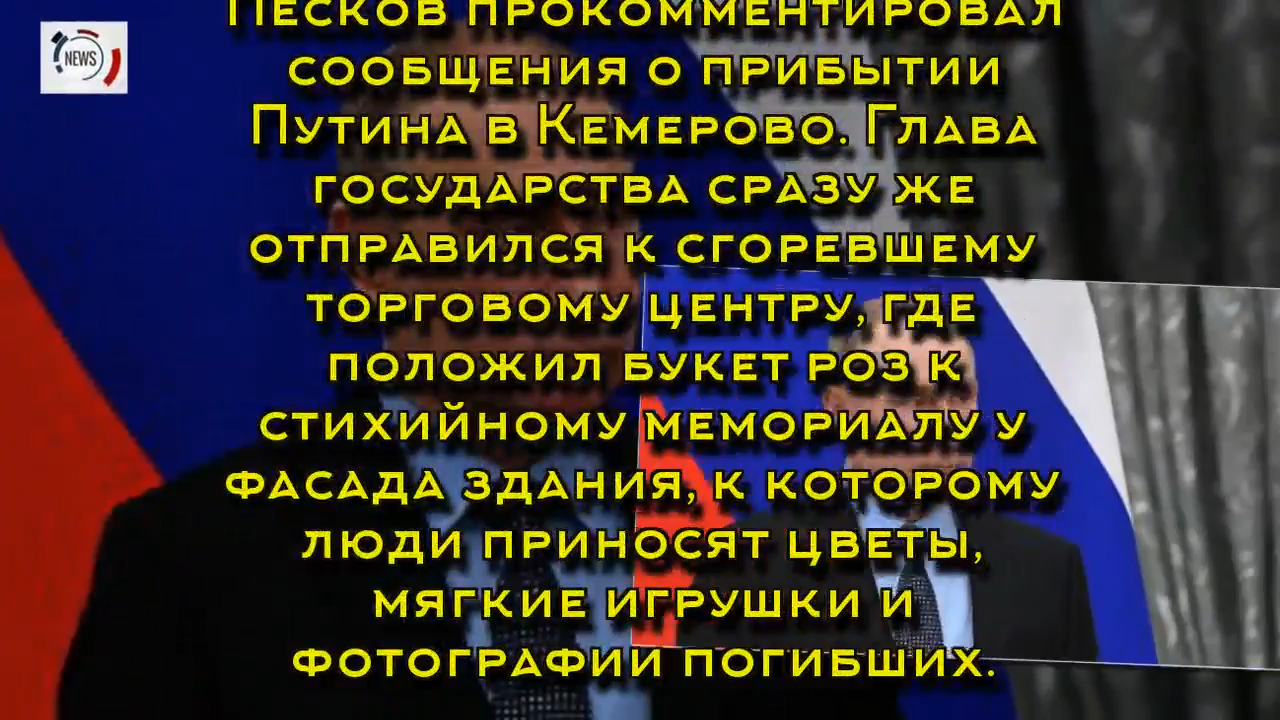 NEWS
Песков прокомментировал
сообщения о прибытии
Путина в Кемерово. Глава
государства сразу же
отправился к сгоревшему
торговому центру, где
положил букет роз к
стихийному мемориалу у
фасада здания, к которому
люди приносят цветы,
мягкие игрушки и
фотографии погибших.